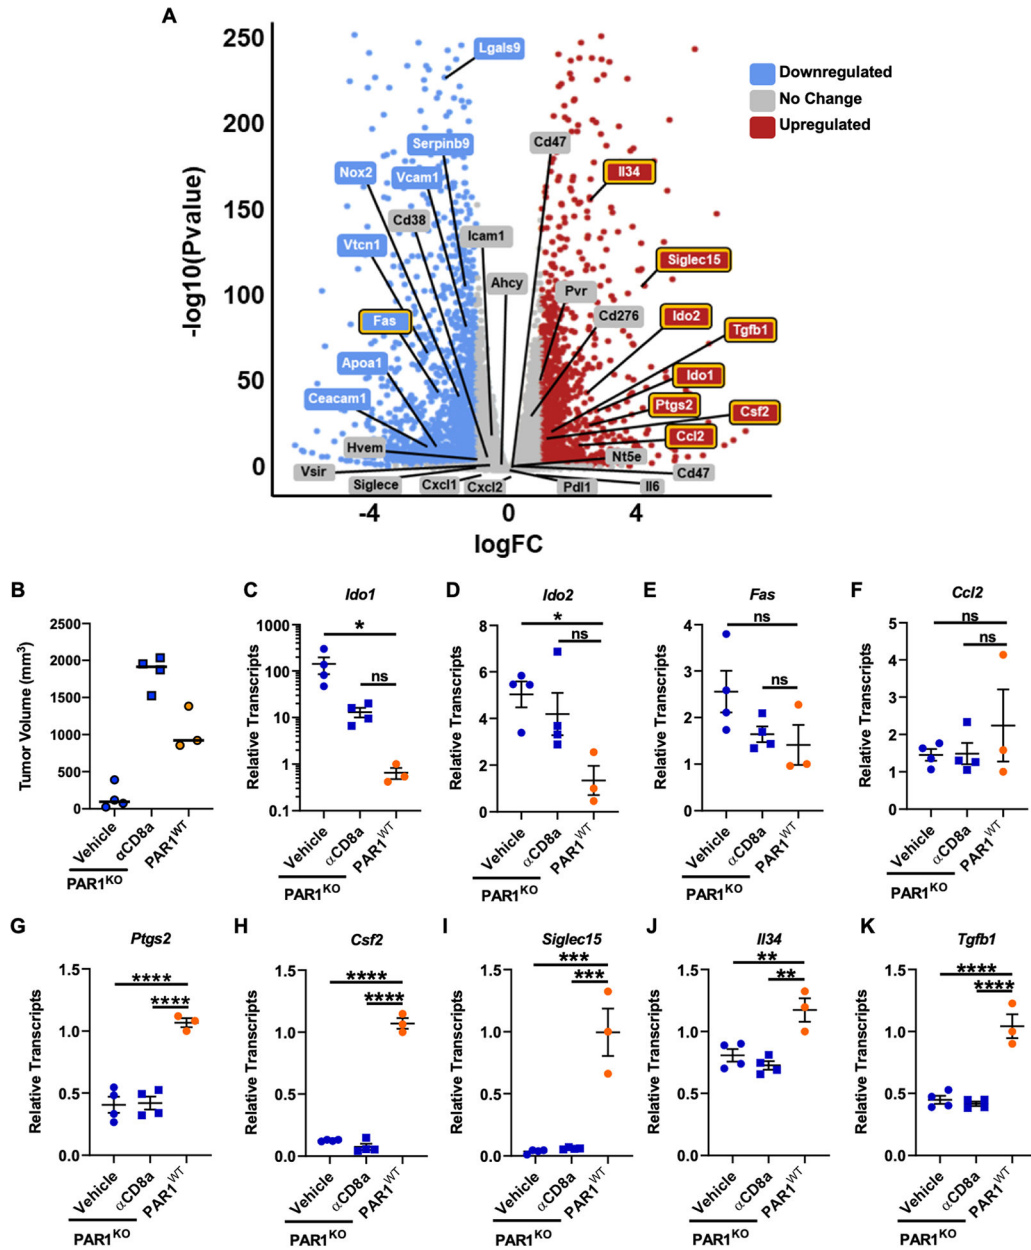 A
250
200
150
100
50
0
-log10(Pvalue)
-4
0
4
logFC
Downregulated
No Change
Upregulated
Lgals9
Serpinb9
Cd47
Nox2
Vcam1
Il34
Cd38
Icam1
Vtcn1
Siglec15
Ahcy
Pvr
Fas
Cd276
Ido2
Tgfb1
Apoa1
Ido1
Ceacam1
Ptgs2
Csf2
Ccl2
Hvem
Nt5e
Vsir
Cd47
Siglece
Cxcl1
Cxcl2
Pdl1
Il6
B
Tumor Volume (mm³)
2500
2000
1500
1000
500
0
Vehicle
αCD8a
PAR1ᵂᵀ
PAR1ᴷᴼ
C
Ido1
Relative Transcripts
1000
100
10
1
0.1
*
ns
Vehicle
αCD8a
PAR1ᵂᵀ
PAR1ᴷᴼ
D
Ido2
Relative Transcripts
8
6
4
2
0
*
ns
Vehicle
αCD8a
PAR1ᵂᵀ
PAR1ᴷᴼ
E
Fas
Relative Transcripts
4
3
2
1
0
ns
ns
Vehicle
αCD8a
PAR1ᵂᵀ
PAR1ᴷᴼ
F
Ccl2
Relative Transcripts
5
4
3
2
1
0
ns
ns
Vehicle
αCD8a
PAR1ᵂᵀ
PAR1ᴷᴼ
G
Ptgs2
Relative Transcripts
1.5
1.0
0.5
0.0
****
****
Vehicle
αCD8a
PAR1ᵂᵀ
PAR1ᴷᴼ
H
Csf2
Relative Transcripts
1.5
1.0
0.5
0.0
****
****
Vehicle
αCD8a
PAR1ᵂᵀ
PAR1ᴷᴼ
I
Siglec15
Relative Transcripts
1.5
1.0
0.5
0.0
***
***
Vehicle
αCD8a
PAR1ᵂᵀ
PAR1ᴷᴼ
J
Il34
Relative Transcripts
1.5
1.0
0.5
0.0
**
**
Vehicle
αCD8a
PAR1ᵂᵀ
PAR1ᴷᴼ
K
Tgfb1
Relative Transcripts
1.5
1.0
0.5
0.0
****
****
Vehicle
αCD8a
PAR1ᵂᵀ
PAR1ᴷᴼ